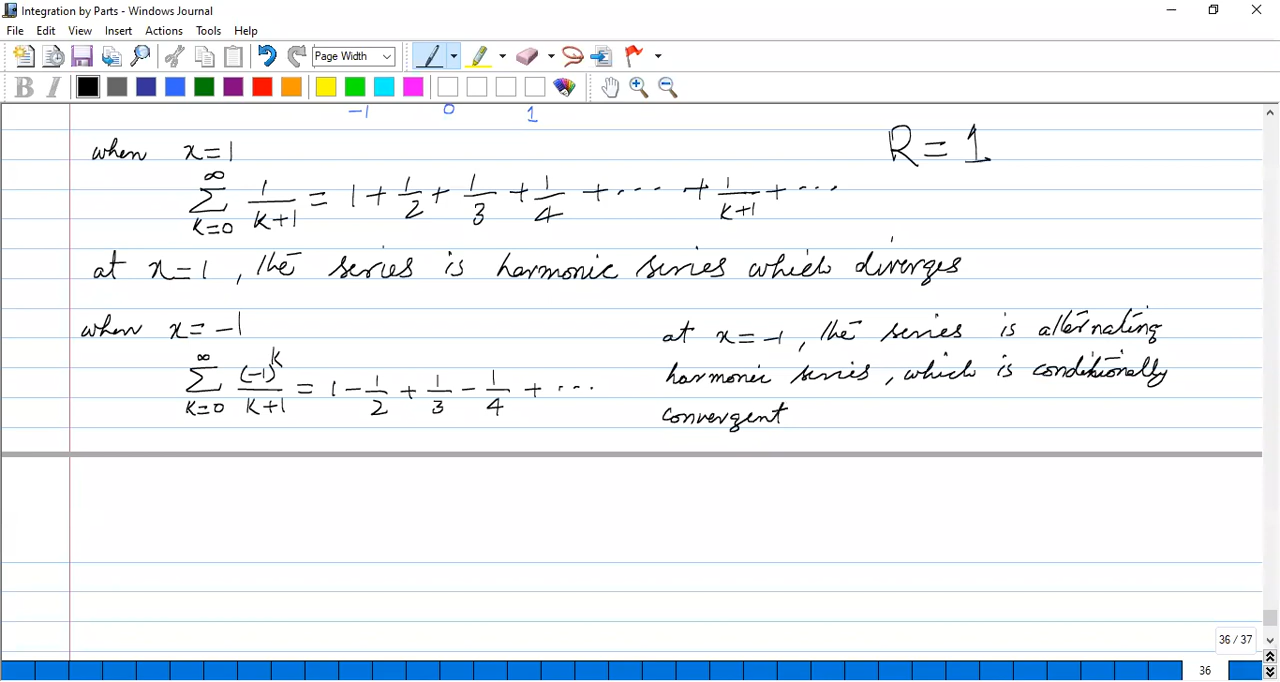 Integration by Parts - Windows Journal
File Edit View Insert Actions Tools Help
Page Width
B I
-1 0 1
when x=1
R = 1
∞
∑ 1/(k+1) = 1 + 1/2 + 1/3 + 1/4 + ... + 1/(k+1) + ...
k=0
at x=1, the series is harmonic series which diverges
when x = -1
∞
∑ (-1)^k/(k+1) = 1 - 1/2 + 1/3 - 1/4 + ...
k=0
at x = -1, the series is alternating
harmonic series, which is conditionally
convergent
36 / 37
36